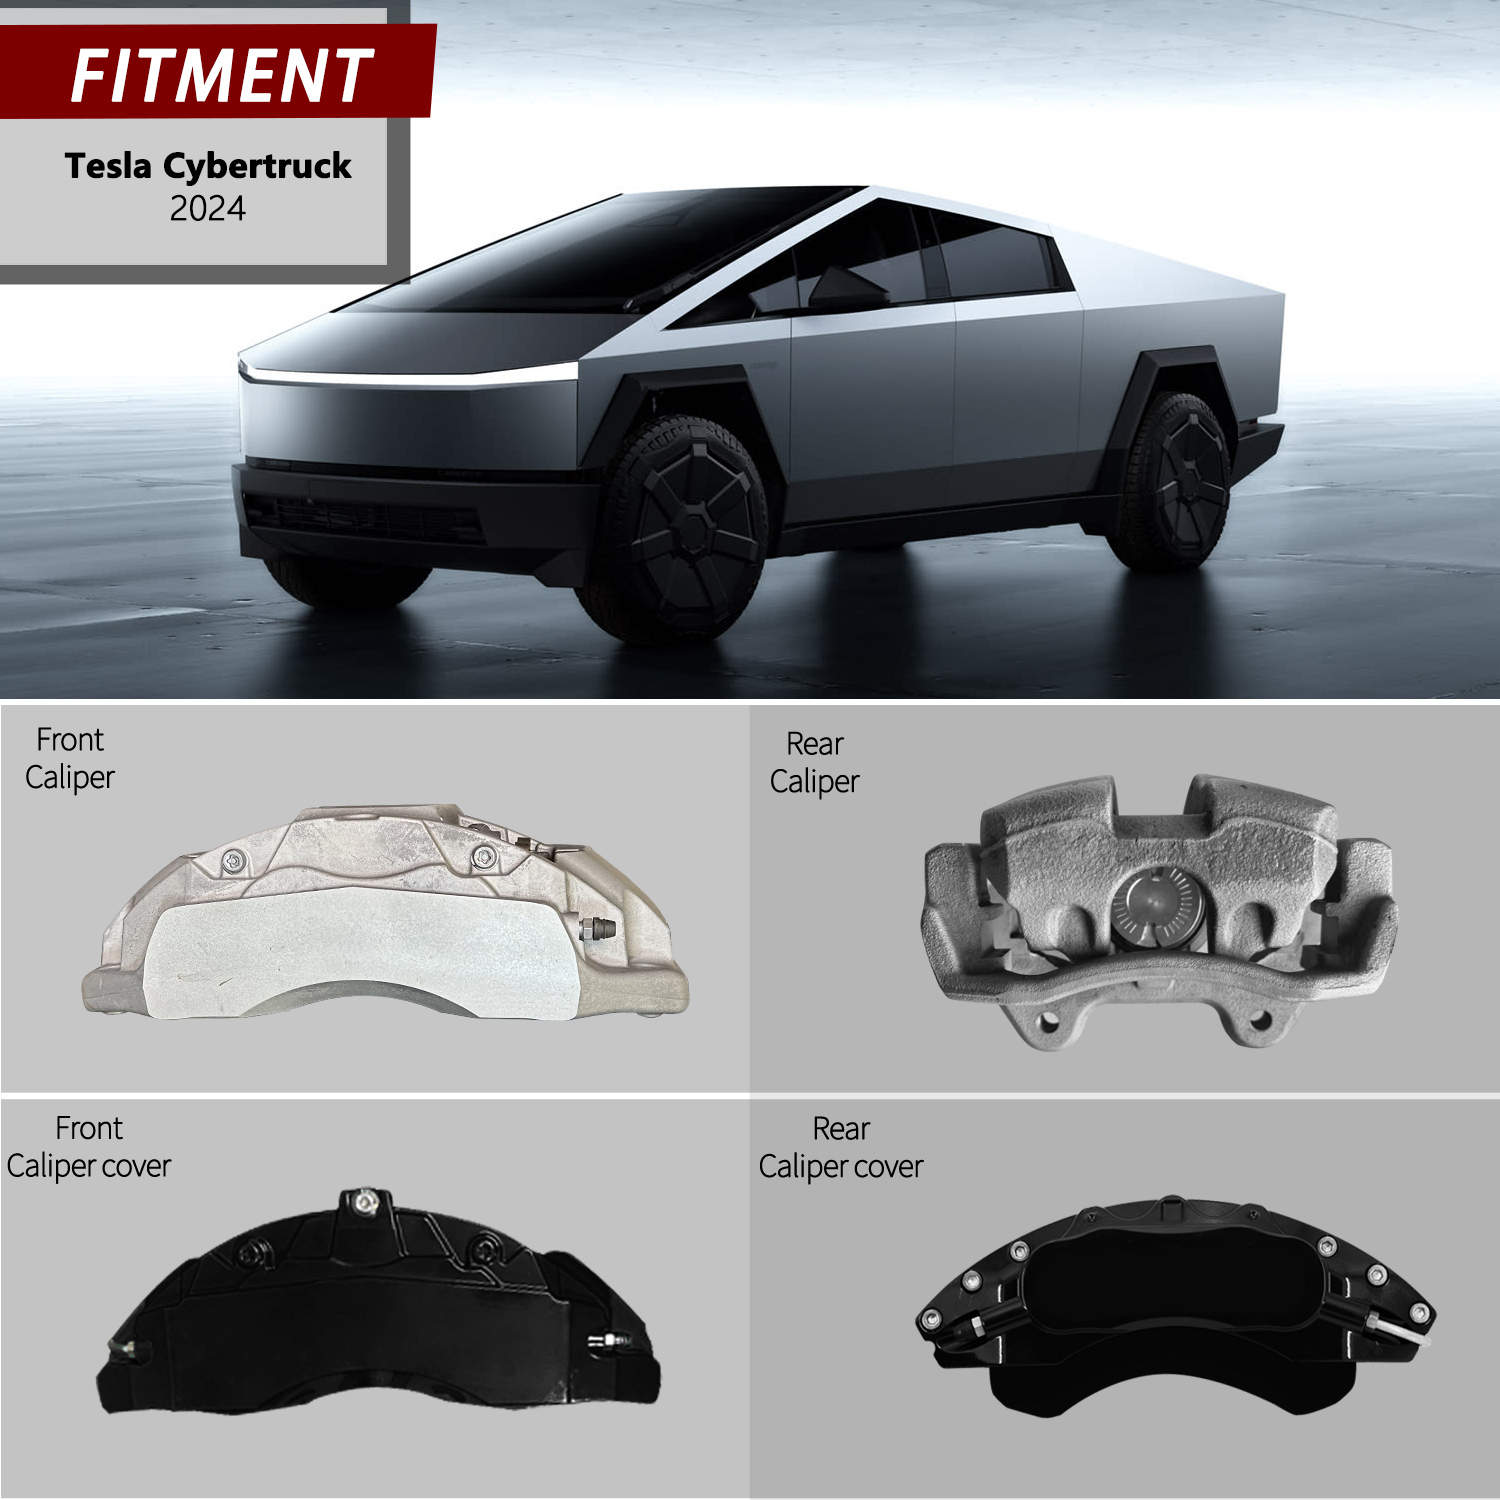 FITMENT
Tesla Cybertruck
2024
Front
Caliper
Rear
Caliper
Front
Caliper cover
Rear
Caliper cover